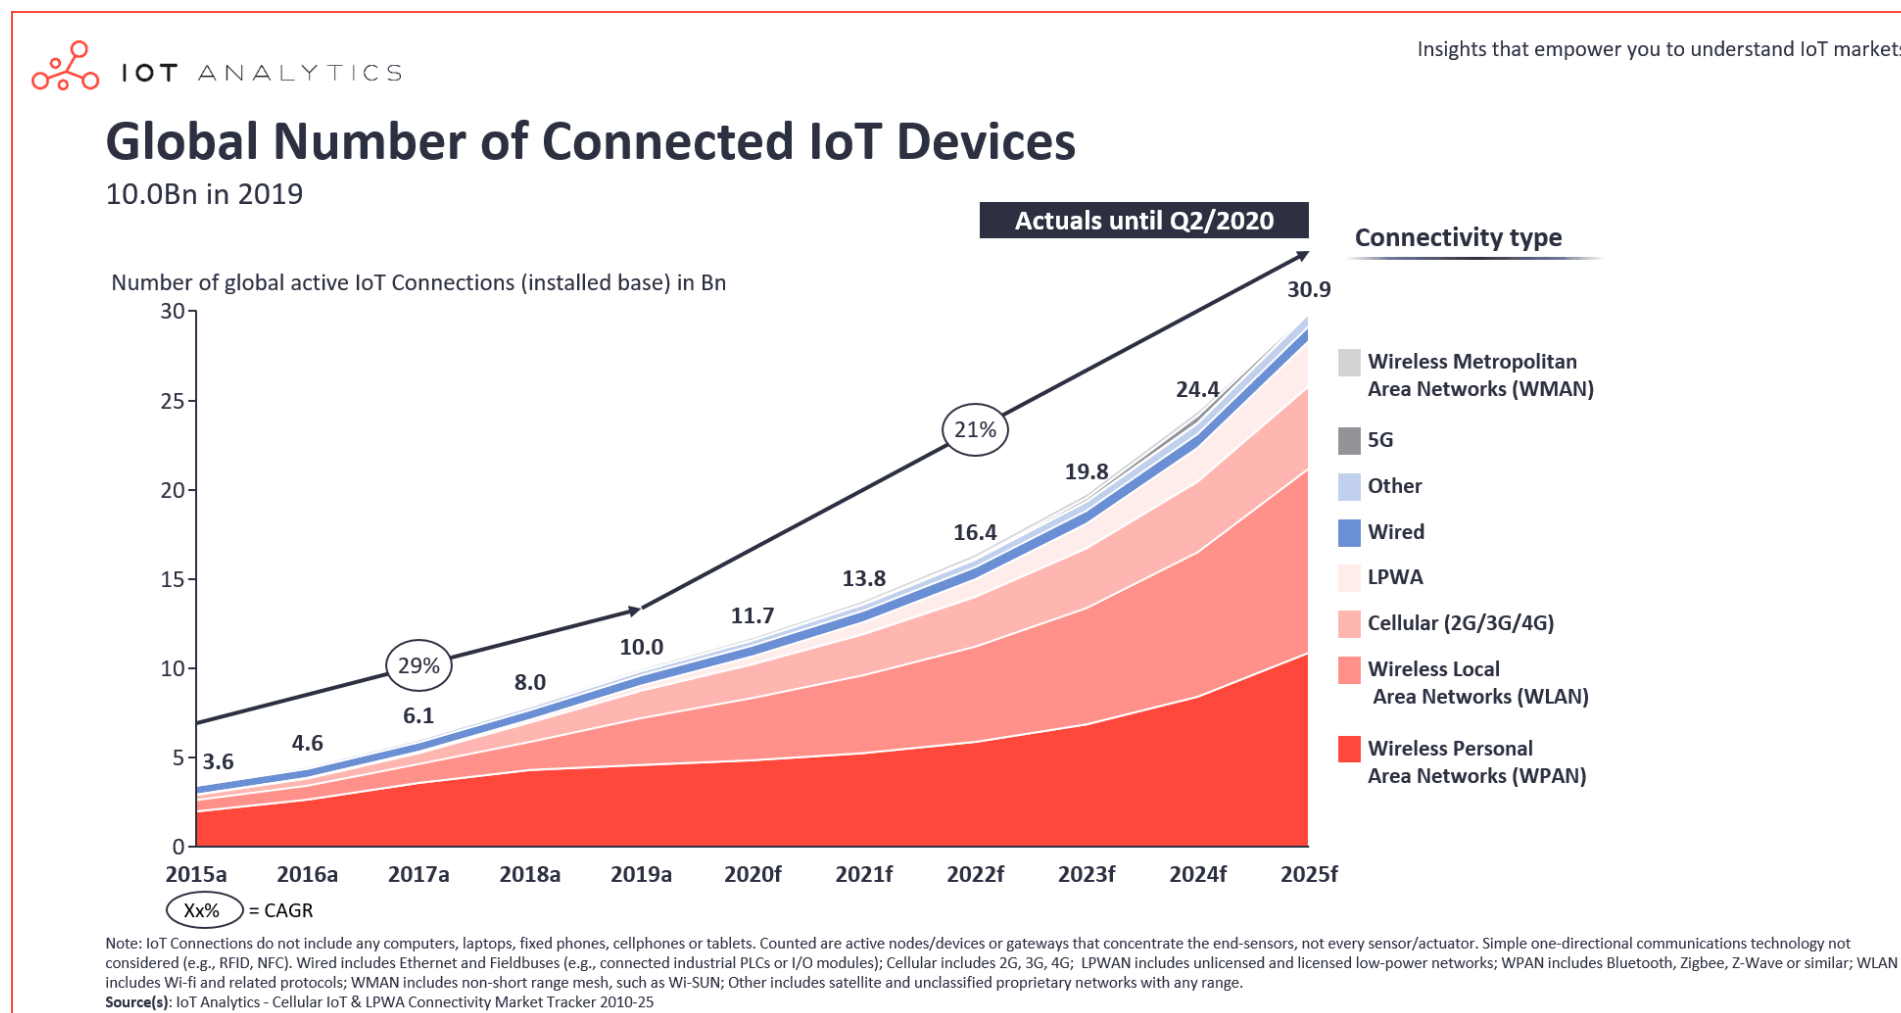 IOT ANALYTICS
Insights that empower you to understand IoT markets
Global Number of Connected IoT Devices
10.0Bn in 2019
Actuals until Q2/2020
Connectivity type
Number of global active IoT Connections (installed base) in Bn
30
25
20
15
10
5
0
29%
21%
3.6
4.6
6.1
8.0
10.0
11.7
13.8
16.4
19.8
24.4
30.9
Wireless Metropolitan
Area Networks (WMAN)
5G
Other
Wired
LPWA
Cellular (2G/3G/4G)
Wireless Local
Area Networks (WLAN)
Wireless Personal
Area Networks (WPAN)
2015a 2016a 2017a 2018a 2019a 2020f 2021f 2022f 2023f 2024f 2025f
Xx% = CAGR
Note: IoT Connections do not include any computers, laptops, fixed phones, cellphones or tablets. Counted are active nodes/devices or gateways that concentrate the end-sensors, not every sensor/actuator. Simple one-directional communications technology not
considered (e.g., RFID, NFC). Wired includes Ethernet and Fieldbuses (e.g., connected industrial PLCs or I/O modules); Cellular includes 2G, 3G, 4G; LPWAN includes unlicensed and licensed low-power networks; WPAN includes Bluetooth, Zigbee, Z-Wave or similar; WLAN
includes Wi-fi and related protocols; WMAN includes non-short range mesh, such as Wi-SUN; Other includes satellite and unclassified proprietary networks with any range.
Source(s): IoT Analytics - Cellular IoT & LPWA Connectivity Market Tracker 2010-25